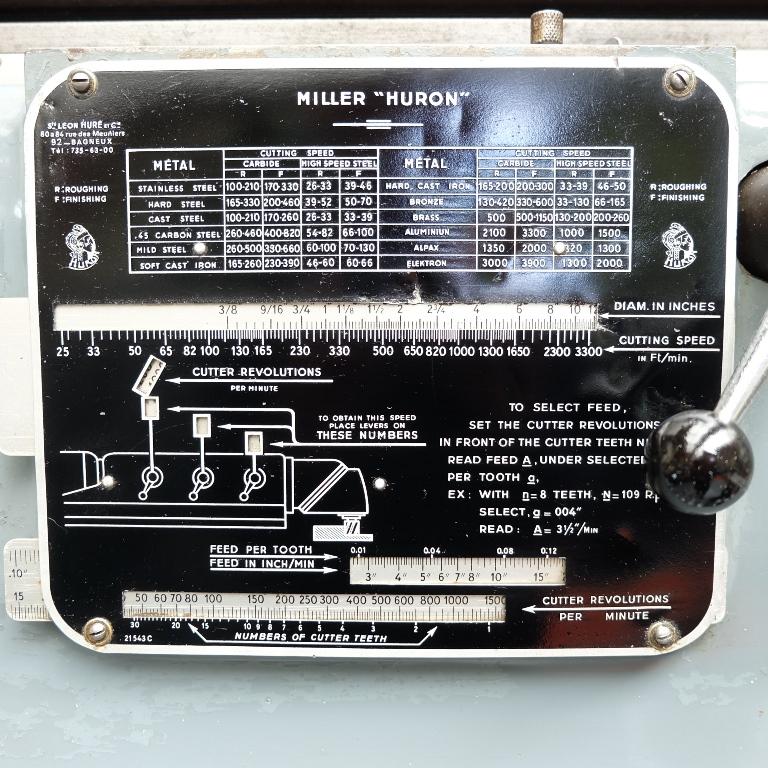 MILLER "HURON"
Sté LEON HURÉ ET Cie
80 à 84 rue des Meuniers
92 - BAGNEUX
Tél : 735-63-00
MÉTAL CUTTING SPEED MÉTAL CUTTING SPEED
CARBIDE HIGH SPEED STEEL CARBIDE HIGH SPEED STEEL
R F R F R F R F
STAINLESS STEEL 100-210 170-330 26-33 39-46 HARD. CAST IRON 165-200 200-300 33-39 46-50
HARD STEEL 165-330 200-460 39-52 50-70 BRONZE 130-420 330-600 33-130 66-165
CAST STEEL 100-210 170-260 26-33 33-39 BRASS 500 500-1150 130-200 200-260
.45 CARBON STEEL 260-460 400-820 54-82 66-100 ALUMINIUN 2100 3300 1000 1500
MILD STEEL 260-500 330-660 60-100 70-130 ALPAX 1350 2000 1300
SOFT CAST IRON 165-260 230-390 46-60 60-66 ELEKTRON 3000 3900 1300 2000
R : ROUGHING
F : FINISHING
R : ROUGHING
F : FINISHING
HURON
HURON
3/8 9/16 3/4 1 1 1/8 1 1/2 2 2 3/4 4 6 8 10
DIAM. IN INCHES
25 33 50 65 82 100 130 165 230 330 500 650 820 1000 1300 1650 2300 3300
CUTTING SPEED
IN Ft/min.
CUTTER REVOLUTIONS
PER MINUTE
TO OBTAIN THIS SPEED
PLACE LEVERS ON
THESE NUMBERS
TO SELECT FEED,
SET THE CUTTER REVOLUTIONS
IN FRONT OF THE CUTTER TEETH
READ FEED A, UNDER SELECTED
PER TOOTH a,
EX: WITH n=8 TEETH, N=109
SELECT, a = 004"
READ : A = 3 1/2"/MIN
FEED PER TOOTH
0.01 0.04 0.08 0.12
FEED IN INCH/MIN
3" 4" 5" 6" 7" 8" 10" 15"
.10"
15
50 60 70 80 100 150 200 250 300 400 500 600 800 1000 1500
CUTTER REVOLUTIONS
PER MINUTE
30 20 15 10 9 8 7 6 5 4 3 2 1
NUMBERS OF CUTTER TEETH
21543 C